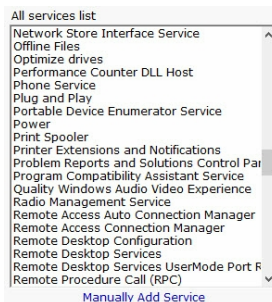 All services list
Network Store Interface Service
Offline Files
Optimize drives
Performance Counter DLL Host
Phone Service
Plug and Play
Portable Device Enumerator Service
Power
Print Spooler
Printer Extensions and Notifications
Problem Reports and Solutions Control Par
Program Compatibility Assistant Service
Quality Windows Audio Video Experience
Radio Management Service
Remote Access Auto Connection Manager
Remote Access Connection Manager
Remote Desktop Configuration
Remote Desktop Services
Remote Desktop Services UserMode Port R
Remote Procedure Call (RPC)
Manually Add Service